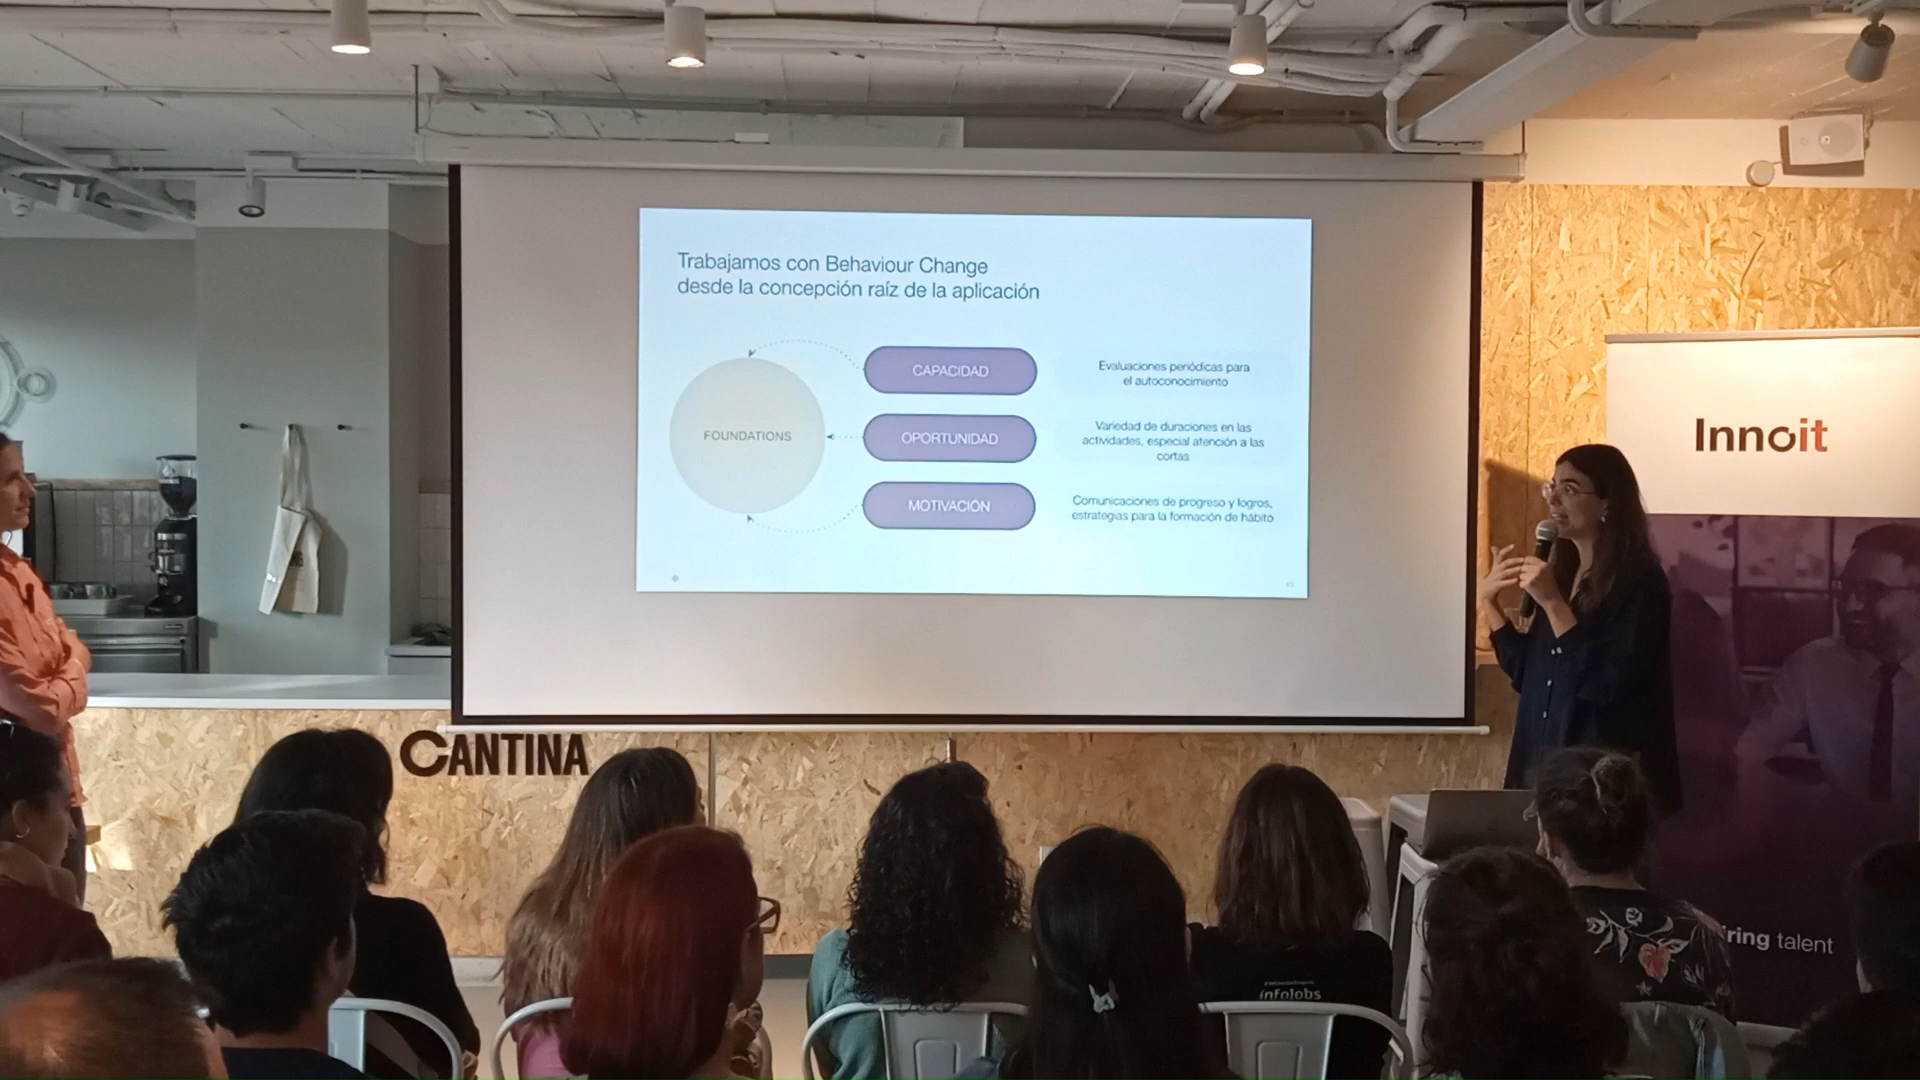 Trabajamos con Behaviour Change
desde la concepción raíz de la aplicación
FOUNDATIONS
CAPACIDAD
Evaluaciones periódicas para
el autoconocimiento
OPORTUNIDAD
Variedad de duraciones en las
actividades, especial atención a las
cortas
MOTIVACIÓN
Comunicaciones de progreso y logros,
estrategias para la formación de hábito
Innoit
CANTINA
iring talent
infojobs